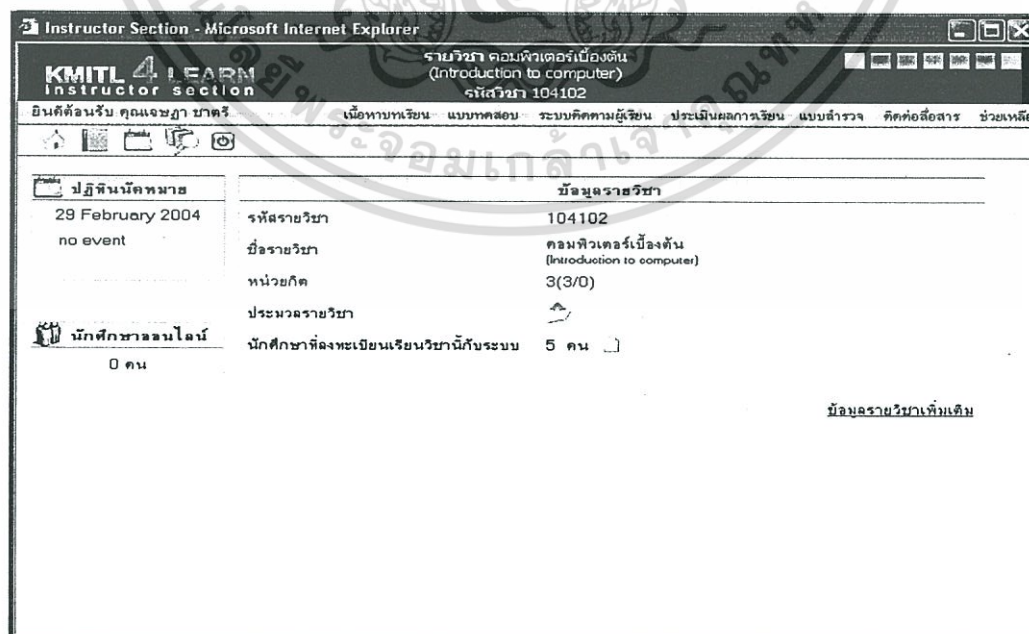 Instructor Section - Microsoft Internet Explorer
KMITL 4 LEARN
instructor section
รายวิชา คอมพิวเตอร์เบื้องต้น
(Introduction to computer)
รหัสวิชา 104102
ยินดีต้อนรับ คุณเจษฎา ชาตรี
เนื้อหาบทเรียน แบบทดสอบ ระบบติดตามผู้เรียน ประเมินผลการเรียน แบบสำรวจ ติดต่อสื่อสาร ช่วยเหลือ
ปฏิทินนัดหมาย
29 February 2004
no event
นักศึกษาออนไลน์
0 คน
ข้อมูลรายวิชา
รหัสรายวิชา 104102
ชื่อรายวิชา คอมพิวเตอร์เบื้องต้น
(Introduction to computer)
หน่วยกิต 3(3/0)
ประมวลรายวิชา
นักศึกษาที่ลงทะเบียนเรียนวิชานี้กับระบบ 5 คน
ข้อมูลรายวิชาเพิ่มเติม